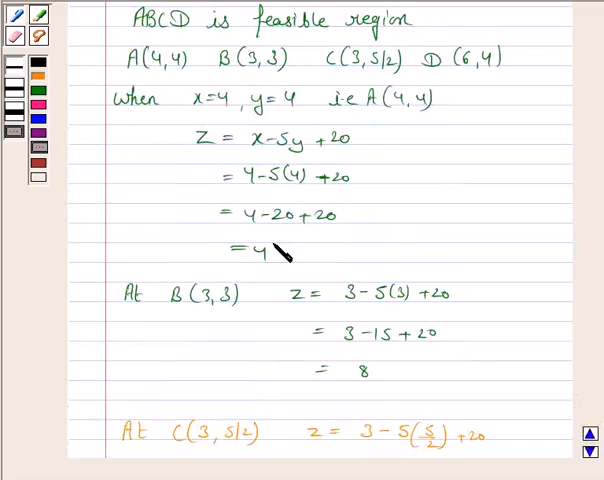 ABCD is feasible region
A(4,4) B(3,3) C(3,5/2) D(6,4)
When x=4, y=4 i.e A(4,4)
Z = x-5y+20
= 4-5(4)+20
= 4-20+20
= 4
At B(3,3) Z = 3-5(3)+20
= 3-15+20
= 8
At C(3,5/2) Z = 3-5(5/2)+20